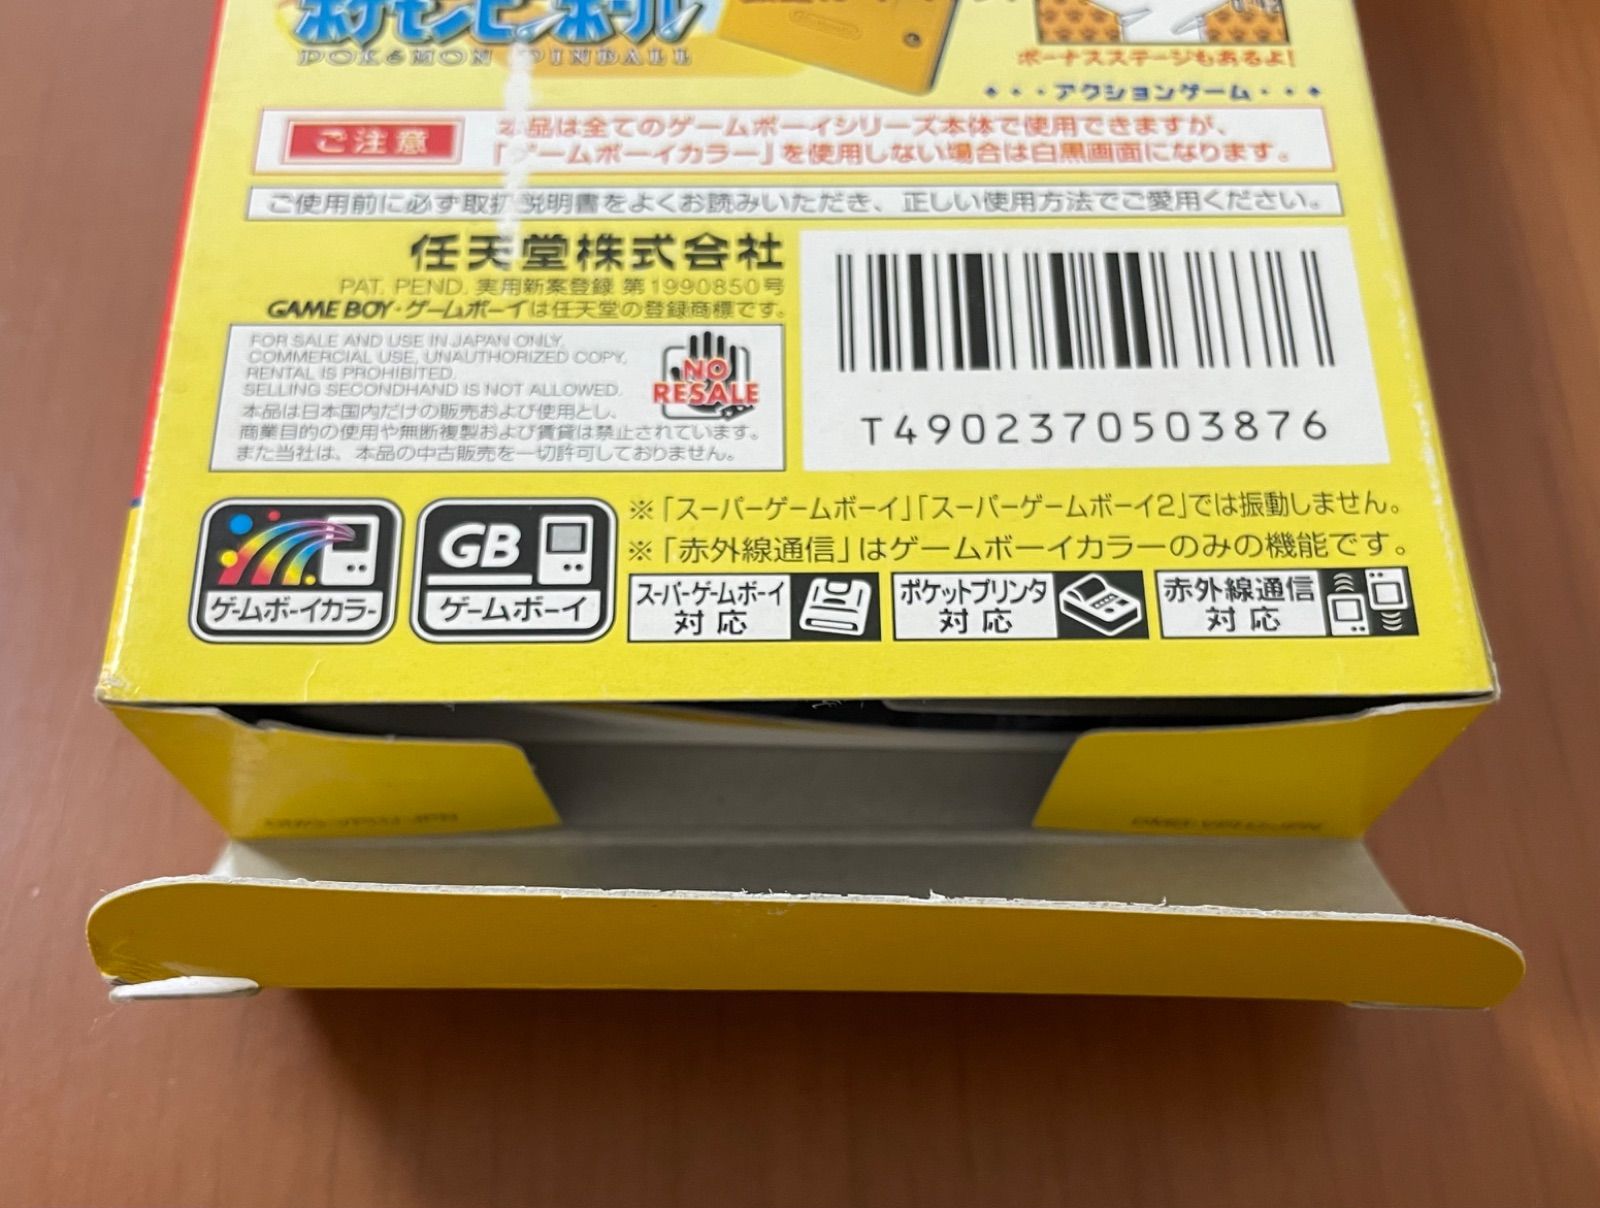 ポケモンピンボール
POKéMON PINBALL
ボーナスステージもあるよ!
アクションゲーム
ご注意
本品は全てのゲームボーイシリーズ本体で使用できますが、
「ゲームボーイカラー」を使用しない場合は白黒画面になります。
ご使用前に必ず取扱説明書をよくお読みいただき、正しい使用方法でご愛用ください。
任天堂株式会社
PAT. PEND. 実用新案登録 第1990850号
GAME BOY・ゲームボーイは任天堂の登録商標です。
FOR SALE AND USE IN JAPAN ONLY.
COMMERCIAL USE, UNAUTHORIZED COPY,
RENTAL IS PROHIBITED.
SELLING SECONDHAND IS NOT ALLOWED.
NO
RESALE
本品は日本国内だけの販売および使用とし、
商業目的の使用や無断複製および賃貸は禁止されています。
また当社は、本品の中古販売を一切許可しておりません。
T4902370503876
※「スーパーゲームボーイ」「スーパーゲームボーイ2」では振動しません。
※「赤外線通信」はゲームボーイカラーのみの機能です。
ゲームボーイカラー
GB
ゲームボーイ
スーパーゲームボーイ
対応
ポケットプリンタ
対応
赤外線通信
対応